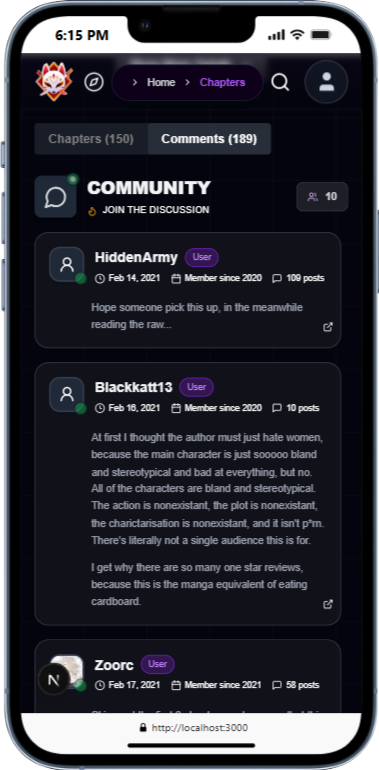 6:15 PM
Home
Chapters
Chapters (150)
Comments (189)
COMMUNITY
JOIN THE DISCUSSION
10
HiddenArmy
User
Feb 14, 2021
Member since 2020
109 posts
Hope someone pick this up, in the meanwhile
reading the raw...
Blackkatt13
User
Feb 16, 2021
Member since 2020
10 posts
At first I thought the author must just hate women,
because the main character is just sooooo bland
and stereotypical and bad at everything, but no.
All of the characters are bland and stereotypical.
The action is nonexistant, the plot is nonexistant,
the charictarisation is nonexistant, and it isn't p*rn.
There's literally not a single audience this is for.
I get why there are so many one star reviews,
because this is the manga equivalent of eating
cardboard.
Zoorc
User
N
Feb 17, 2021
Member since 2021
58 posts
http://localhost:3000